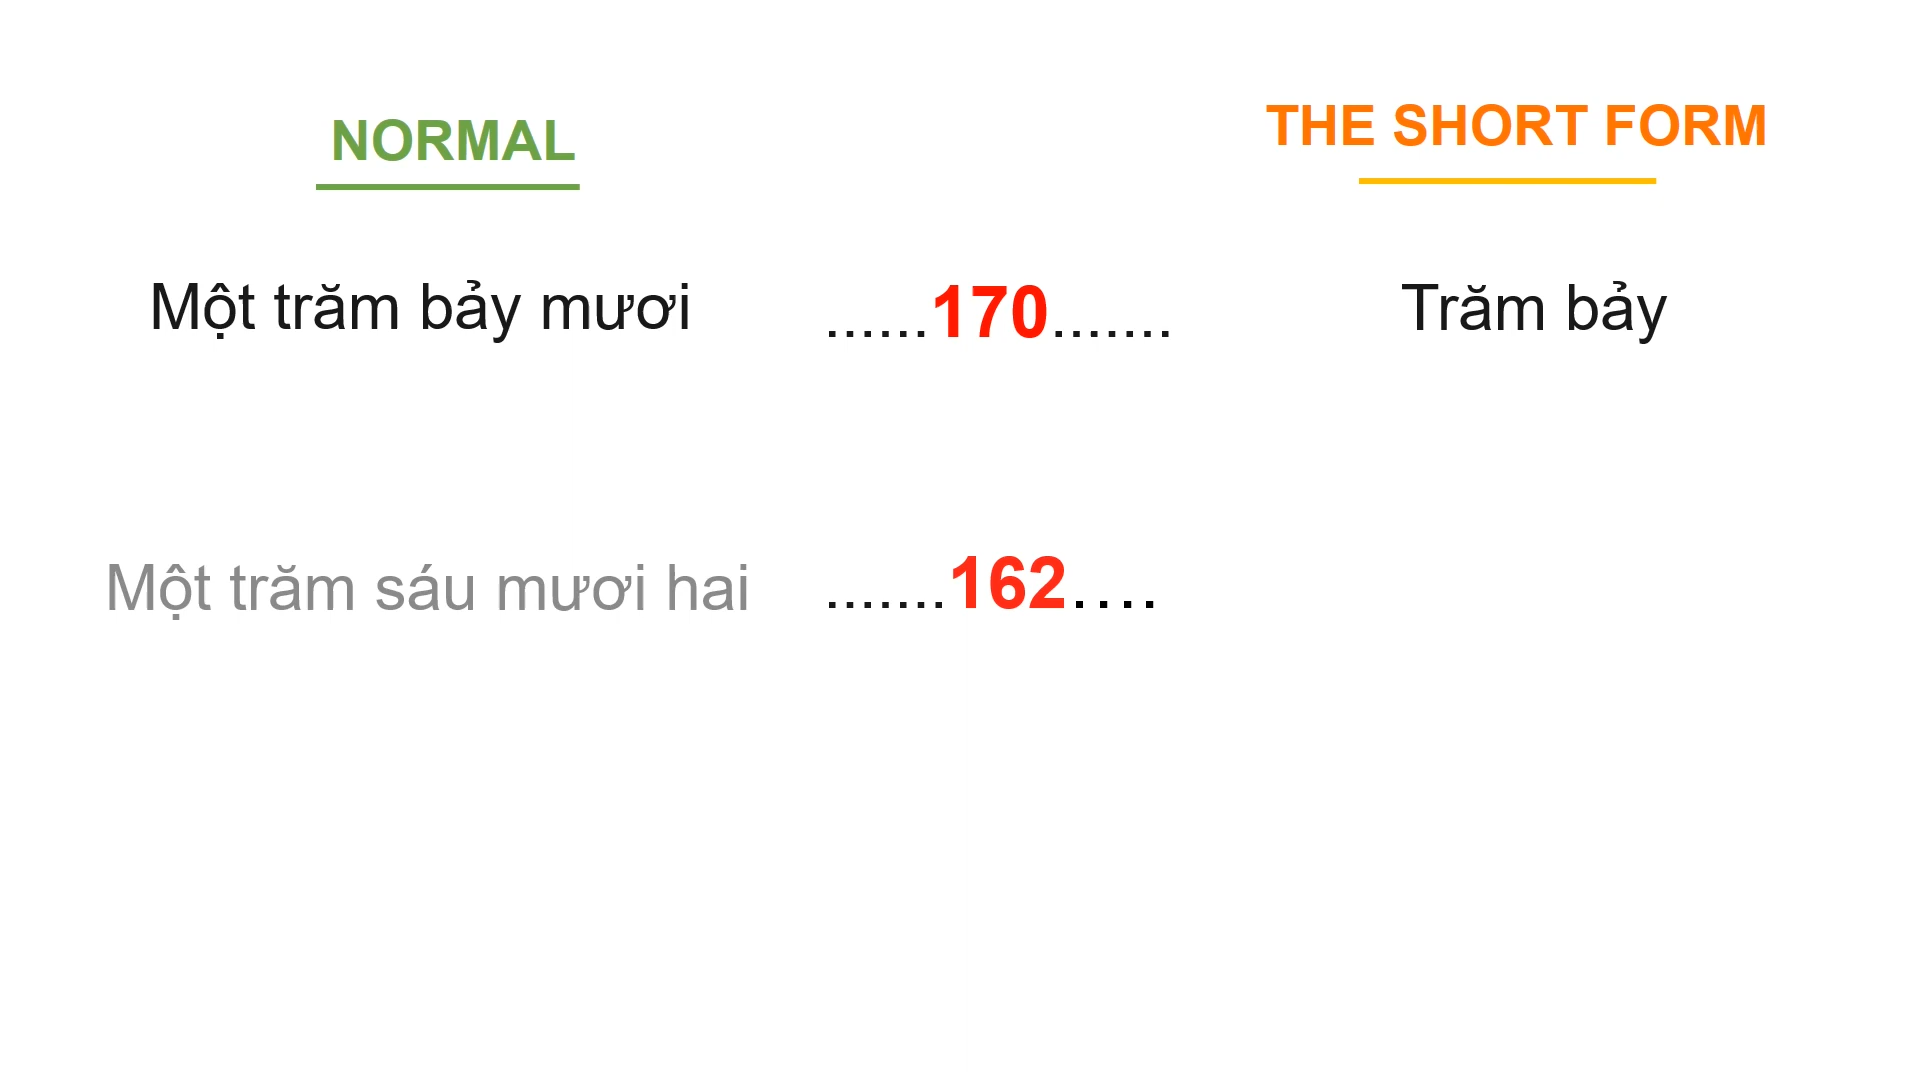 NORMAL
THE SHORT FORM
Một trăm bảy mươi ......170....... Trăm bảy
Một trăm sáu mươi hai .......162....